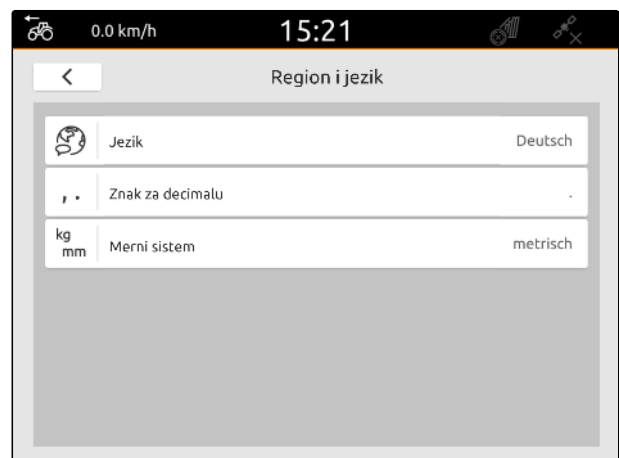 0.0 km/h 15:21
Region i jezik
Jezik Deutsch
, . Znak za decimalu .
kg
mm Merni sistem metrisch